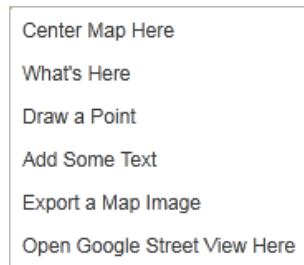 Center Map Here
What's Here
Draw a Point
Add Some Text
Export a Map Image
Open Google Street View Here